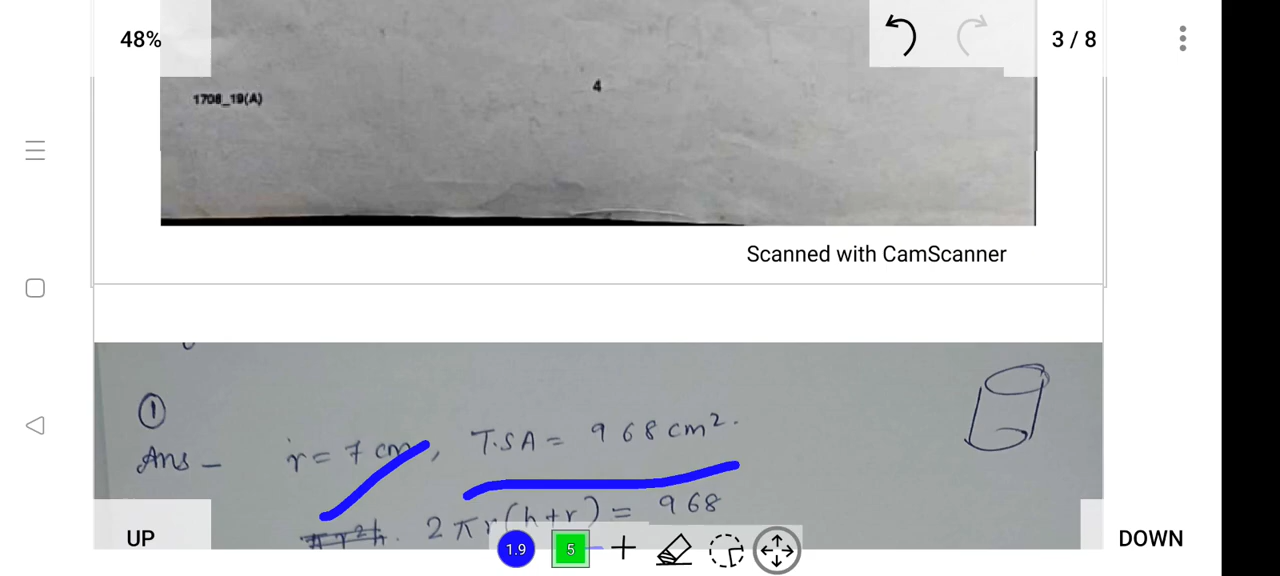 48%
3 / 8
4
1708_19(A)
Scanned with CamScanner
①
Ans - r = 7 cm, T.S.A = 968 cm².
πr²h. 2πr(h+r) = 968
UP
1.9
5
DOWN